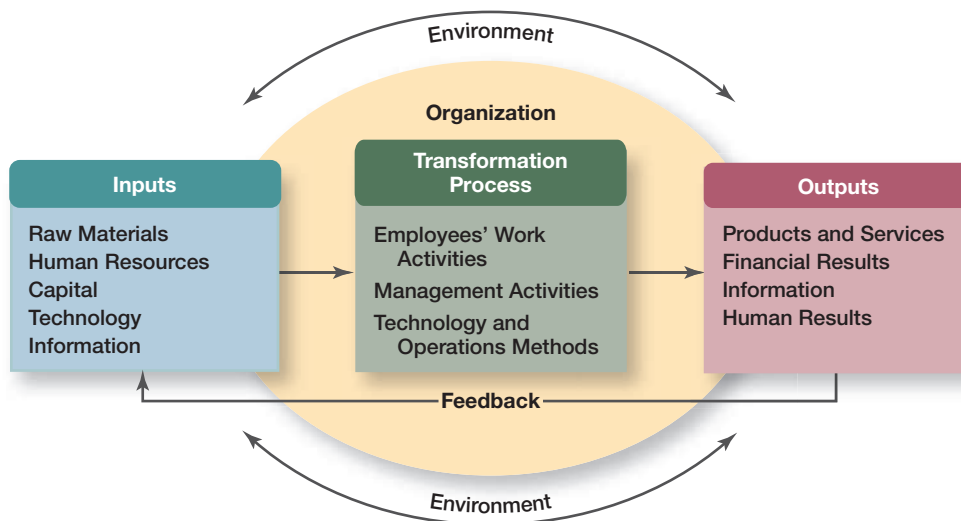 Environment
Organization
Inputs
Raw Materials
Human Resources
Capital
Technology
Information
Transformation
Process
Employees’ Work
Activities
Management Activities
Technology and
Operations Methods
Outputs
Products and Services
Financial Results
Information
Human Results
Feedback
Environment